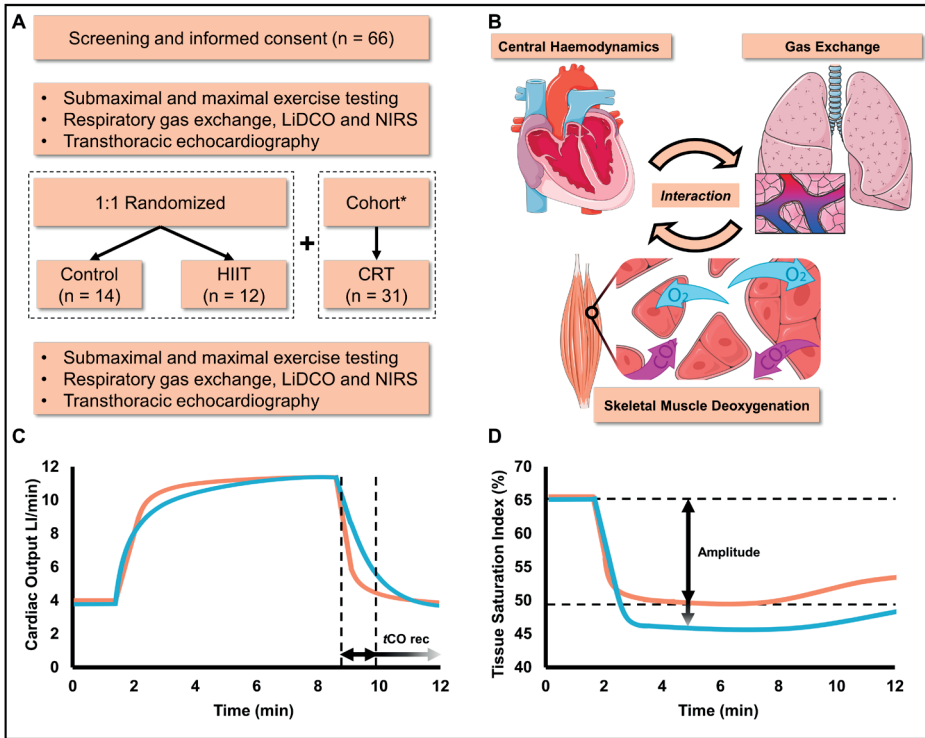 A
Screening and informed consent (n = 66)
• Submaximal and maximal exercise testing
• Respiratory gas exchange, LiDCO and NIRS
• Transthoracic echocardiography
1:1 Randomized
Cohort*
+
Control
(n = 14)
HIIT
(n = 12)
CRT
(n = 31)
• Submaximal and maximal exercise testing
• Respiratory gas exchange, LiDCO and NIRS
• Transthoracic echocardiography
B
Central Haemodynamics
Gas Exchange
Interaction
O2
O2
CO2
CO2
Skeletal Muscle Deoxygenation
C
Cardiac Output LI/min)
12
12
10
8
6
4
2
0
tCO rec
0 2 4 6 8 10 12
Time (min)
D
Tissue Saturation Index (%)
70
65
60
55
50
45
40
Amplitude
0 2 4 6 8 10 12
Time (min)